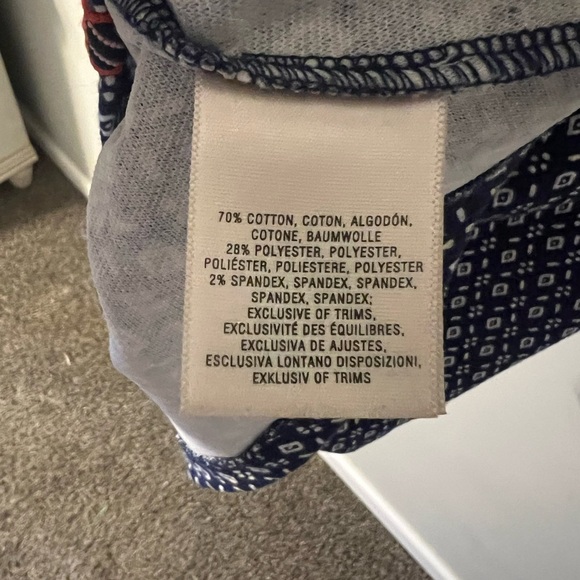 70% COTTON, COTON, ALGODÓN,
COTONE, BAUMWOLLE
28% POLYESTER, POLYESTER,
POLIÉSTER, POLIESTERE, POLYESTER
2% SPANDEX, SPANDEX, SPANDEX,
SPANDEX, SPANDEX;
EXCLUSIVE OF TRIMS,
EXCLUSIVITÉ DES ÉQUILIBRES,
EXCLUSIVA DE AJUSTES,
ESCLUSIVA LONTANO DISPOSIZIONI,
EXKLUSIV OF TRIMS